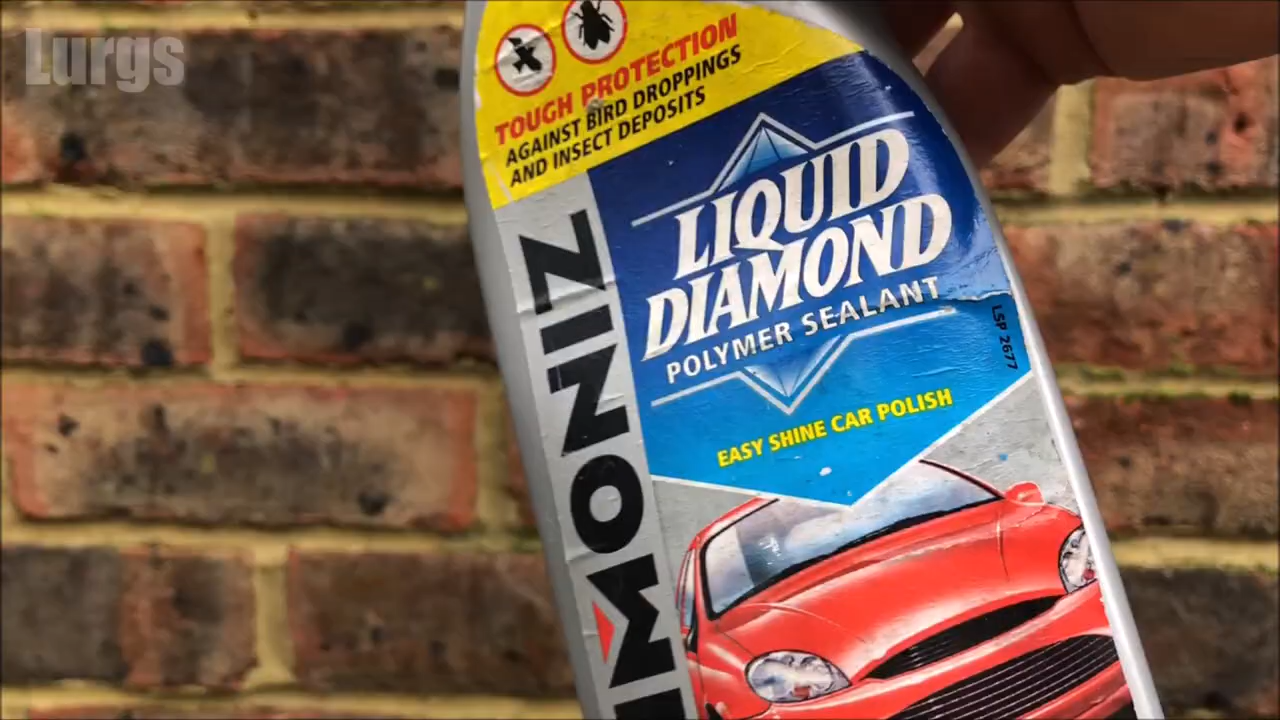 Lurgs
TOUGH PROTECTION
AGAINST BIRD DROPPINGS
AND INSECT DEPOSITS
LIQUID
DIAMOND
POLYMER SEALANT
EASY SHINE CAR POLISH
LSP 2677